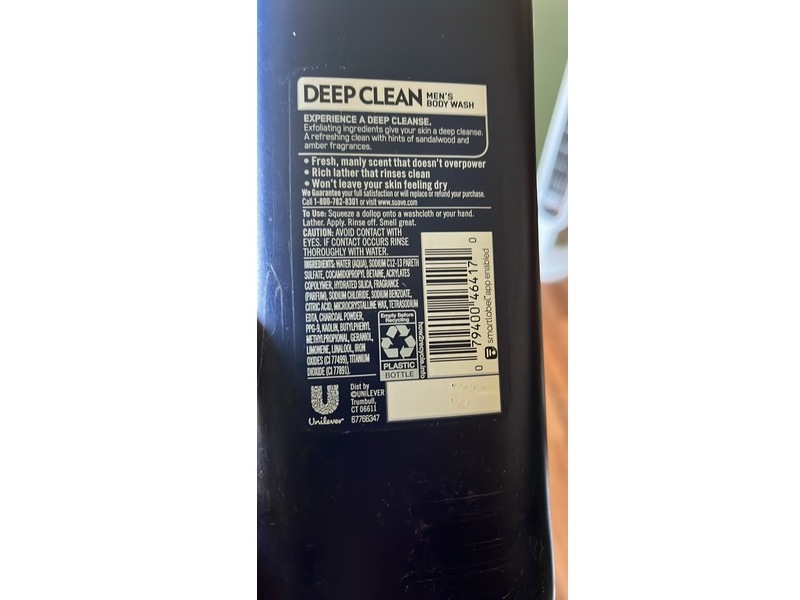 DEEP CLEAN MEN'S BODY WASH
EXPERIENCE A DEEP CLEANSE.
Exfoliating ingredients give your skin a deep cleanse.
A refreshing clean with hints of sandalwood and
amber fragrances.
• Fresh, manly scent that doesn't overpower
• Rich lather that rinses clean
• Won't leave your skin feeling dry
We Guarantee your full satisfaction or will replace or refund your purchase.
Call 1-800-782-8301 or visit www.suave.com
To Use: Squeeze a dollop onto a washcloth or your hand.
Lather. Apply. Rinse off. Smell great.
CAUTION: AVOID CONTACT WITH
EYES. IF CONTACT OCCURS RINSE
THOROUGHLY WITH WATER.
INGREDIENTS: WATER (AQUA), SODIUM C12-13 PARETH
SULFATE, COCAMIDOPROPYL BETAINE, ACRYLATES
COPOLYMER, HYDRATED SILICA, FRAGRANCE
(PARFUM), SODIUM CHLORIDE, SODIUM BENZOATE,
CITRIC ACID, MICROCRYSTALLINE WAX, TETRASODIUM
EDTA, CHARCOAL POWDER,
PPG-9, KAOLIN, BUTYLPHENYL
METHYLPROPIONAL, GERANIOL,
LIMONENE, LINALOOL, IRON
OXIDES (CI 77499), TITANIUM
DIOXIDE (CI 77891).
Empty Before
Recycling
PLASTIC
BOTTLE
how2recycle.info
0 79400 46417 0
smartlabel™ app enabled
Unilever
Dist by
©UNILEVER
Trumbull,
CT 06611
67766347